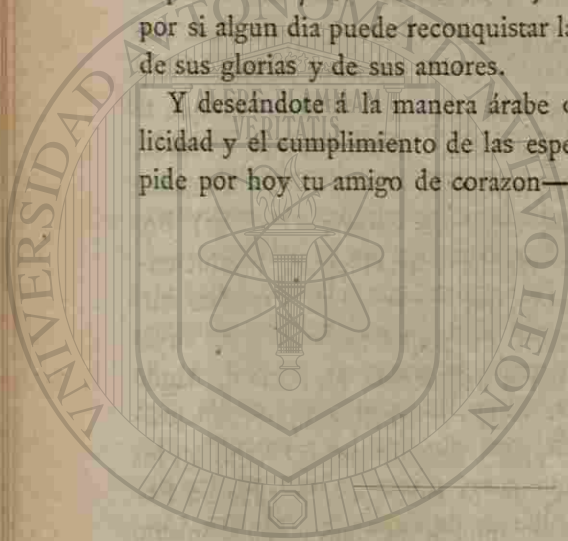 por si algun dia puede reconquistar la
de sus glorias y de sus amores.
Y deseándote á la manera árabe
licidad y el cumplimiento de las espe
pide por hoy tu amigo de corazon—
VERITATIS